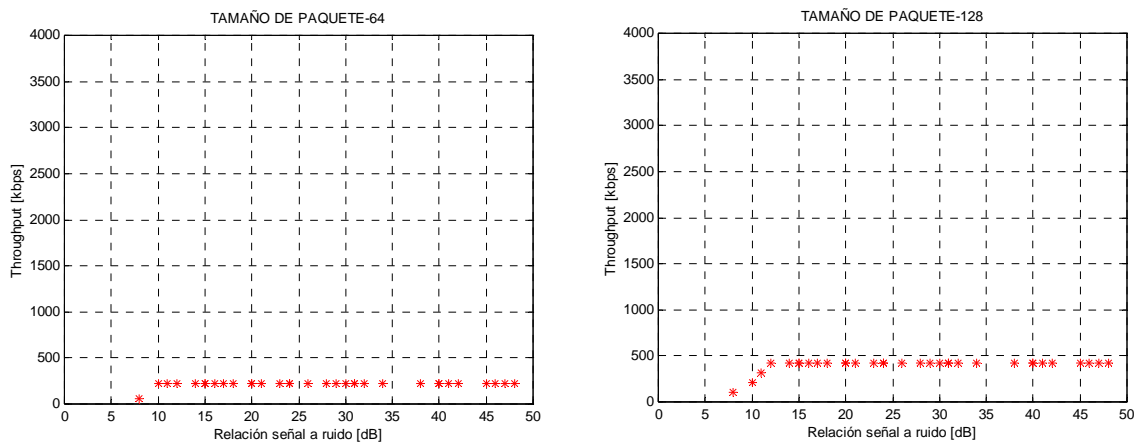 TAMAÑO DE PAQUETE-64
4000
3500
3000
2500
2000
1500
1000
500
0
Throughput [kbps]
0 5 10 15 20 25 30 35 40 45 50
Relación señal a ruido [dB]
TAMAÑO DE PAQUETE-128
4000
3500
3000
2500
2000
1500
1000
500
0
Throughput [kbps]
0 5 10 15 20 25 30 35 40 45 50
Relación señal a ruido [dB]